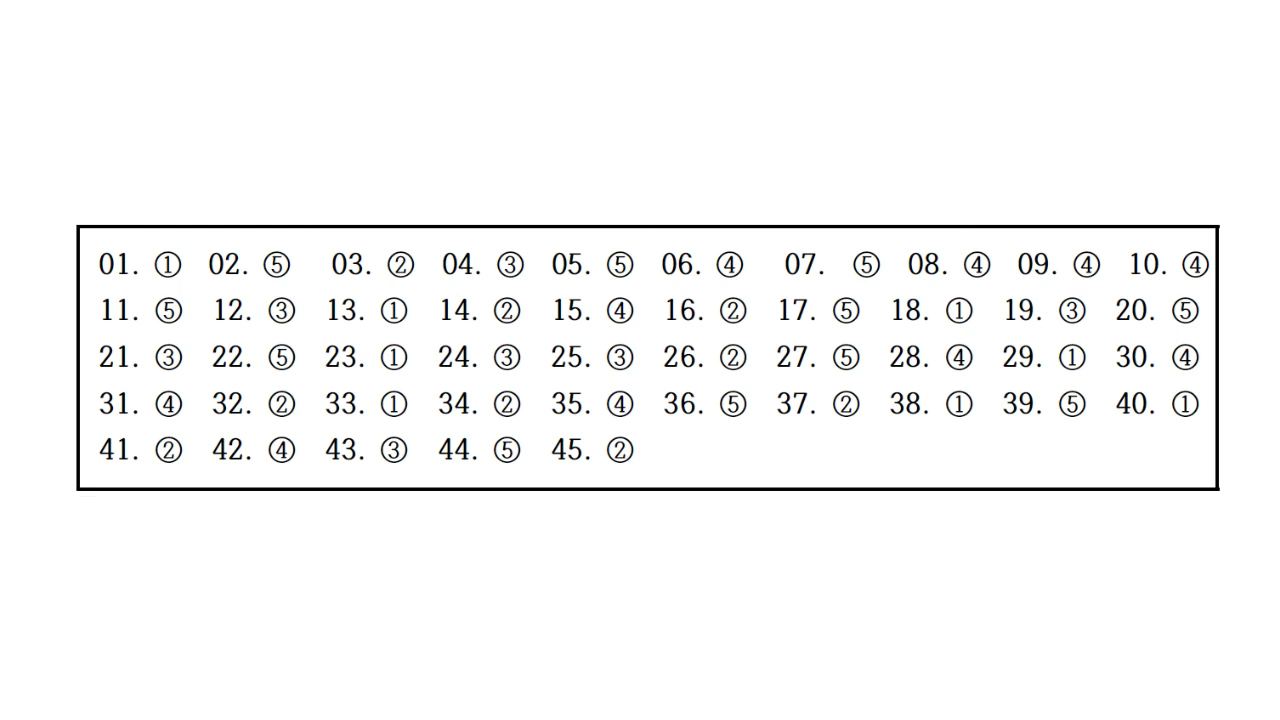 01. ① 02. ⑤ 03. ② 04. ③ 05. ⑤ 06. ④ 07. ⑤ 08. ④ 09. ④ 10. ④
11. ⑤ 12. ③ 13. ① 14. ② 15. ④ 16. ② 17. ⑤ 18. ① 19. ③ 20. ⑤
21. ③ 22. ⑤ 23. ① 24. ③ 25. ③ 26. ② 27. ⑤ 28. ④ 29. ① 30. ④
31. ④ 32. ② 33. ① 34. ② 35. ④ 36. ⑤ 37. ② 38. ① 39. ⑤ 40. ①
41. ② 42. ④ 43. ③ 44. ⑤ 45. ②